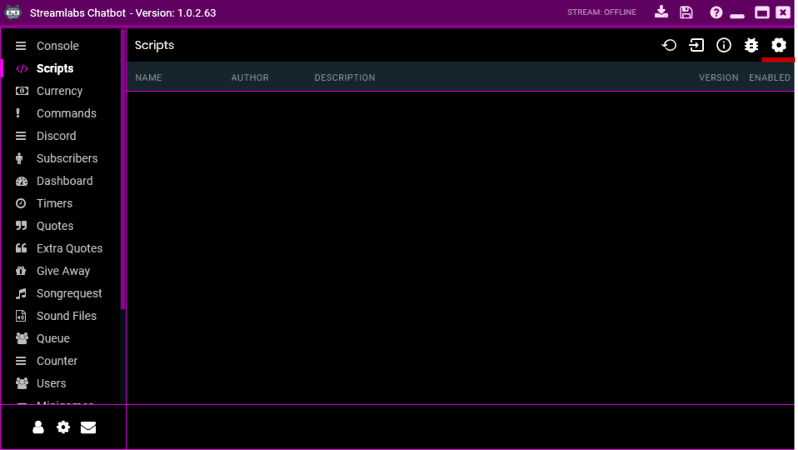 Streamlabs Chatbot - Version: 1.0.2.63
STREAM: OFFLINE
Console
Scripts
Currency
Commands
Discord
Subscribers
Dashboard
Timers
Quotes
Extra Quotes
Give Away
Songrequest
Sound Files
Queue
Counter
Users
Minigames
Scripts
NAME AUTHOR DESCRIPTION VERSION ENABLED